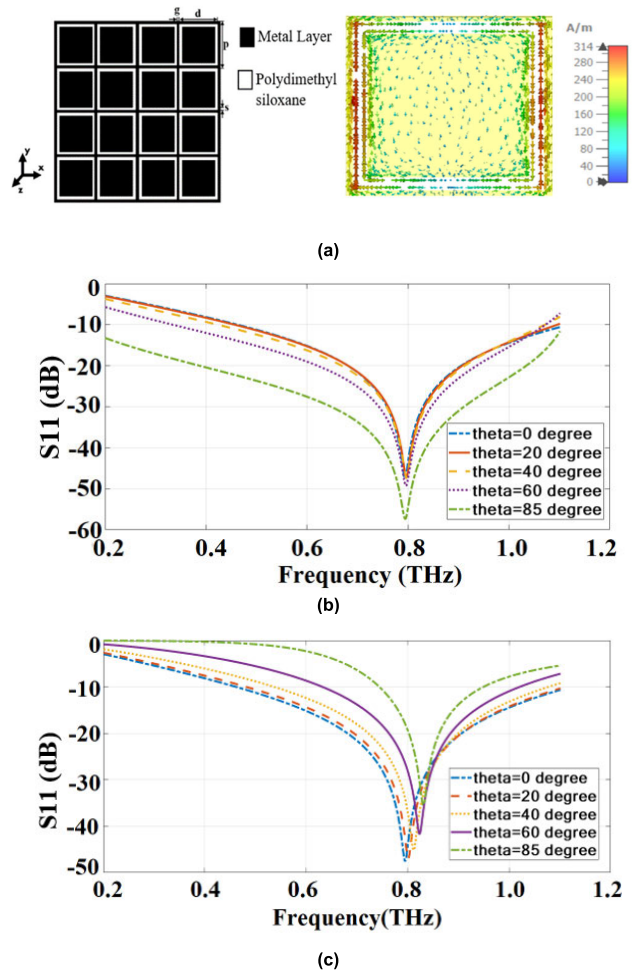 g d
p
s
Metal Layer
Polydimethyl
siloxane
y
x
z
A/m
314
280
240
200
160
120
80
40
0
(a)
0
-10
-20
-30
-40
-50
-60
S11 (dB)
theta=0 degree
theta=20 degree
theta=40 degree
theta=60 degree
theta=85 degree
0.2 0.4 0.6 0.8 1.0 1.2
Frequency (THz)
(b)
0
-10
-20
-30
-40
-50
S11 (dB)
theta=0 degree
theta=20 degree
theta=40 degree
theta=60 degree
theta=85 degree
0.2 0.4 0.6 0.8 1.0 1.2
Frequency(THz)
(c)